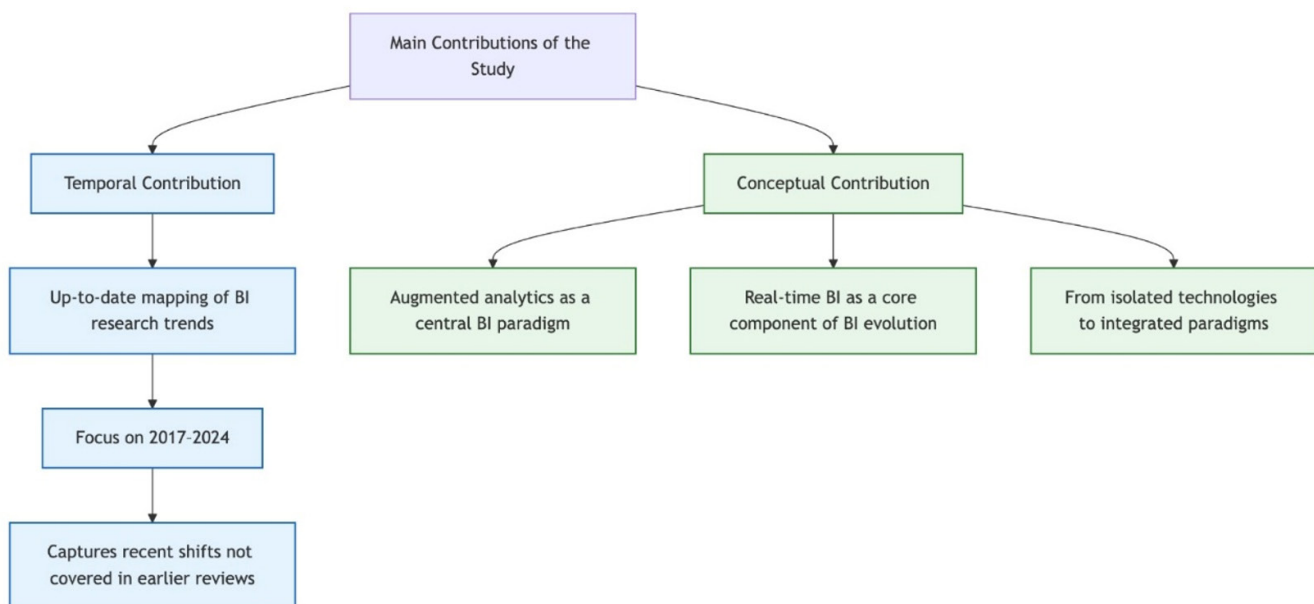 Main Contributions of the
Study
Temporal Contribution
Conceptual Contribution
Up-to-date mapping of BI
research trends
Augmented analytics as a
central BI paradigm
Real-time BI as a core
component of BI evolution
From isolated technologies
to integrated paradigms
Focus on 2017–2024
Captures recent shifts not
covered in earlier reviews